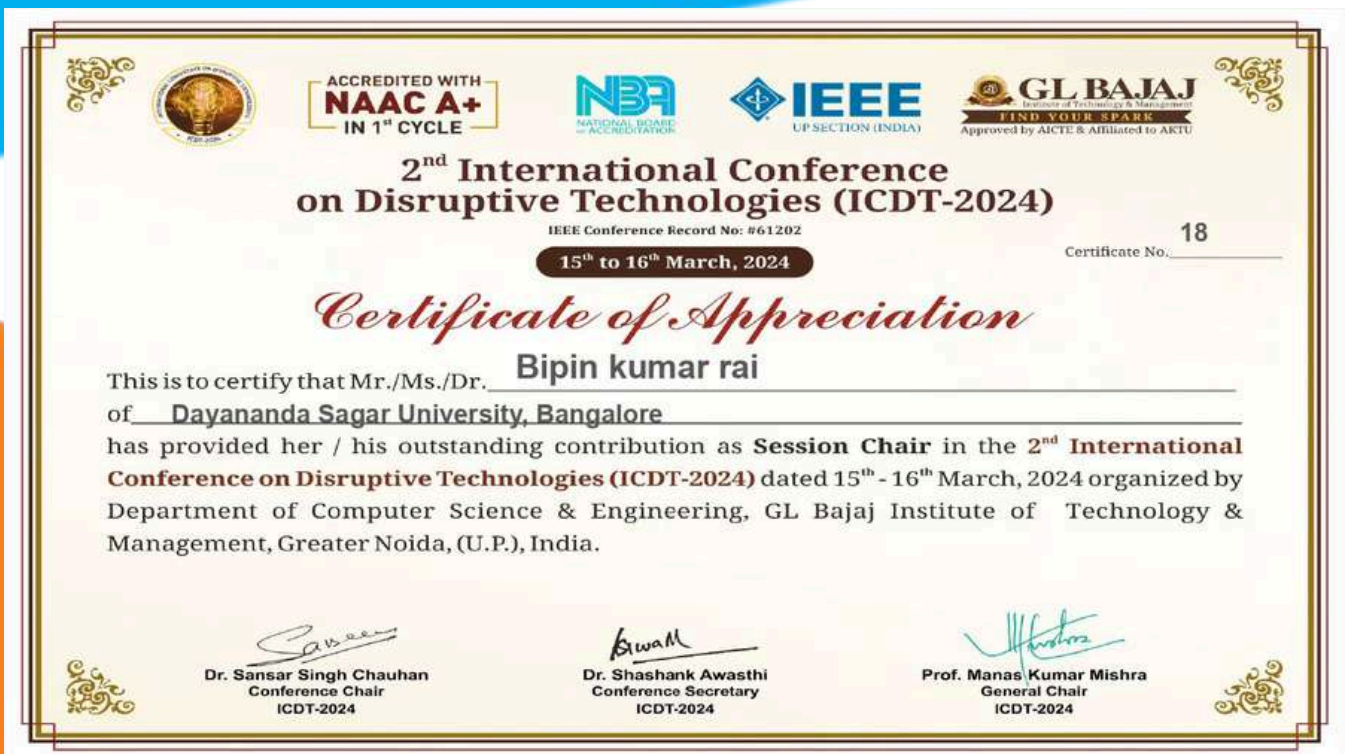 ACCREDITED WITH
NAAC A+
IN 1st CYCLE
NBA
NATIONAL BOARD
of ACCREDITATION
IEEE
UP SECTION (INDIA)
GL BAJAJ
Institute of Technology & Management
FIND YOUR SPARK
Approved by AICTE & Affiliated to AKTU
2nd International Conference
on Disruptive Technologies (ICDT-2024)
IEEE Conference Record No: #61202
15th to 16th March, 2024
Certificate No. 18
Certificate of Appreciation
This is to certify that Mr./Ms./Dr. Bipin kumar rai
of Dayananda Sagar University, Bangalore
has provided her / his outstanding contribution as Session Chair in the 2nd International
Conference on Disruptive Technologies (ICDT-2024) dated 15th - 16th March, 2024 organized by
Department of Computer Science & Engineering, GL Bajaj Institute of Technology &
Management, Greater Noida, (U.P.), India.
Dr. Sansar Singh Chauhan
Conference Chair
ICDT-2024
Dr. Shashank Awasthi
Conference Secretary
ICDT-2024
Prof. Manas Kumar Mishra
General Chair
ICDT-2024